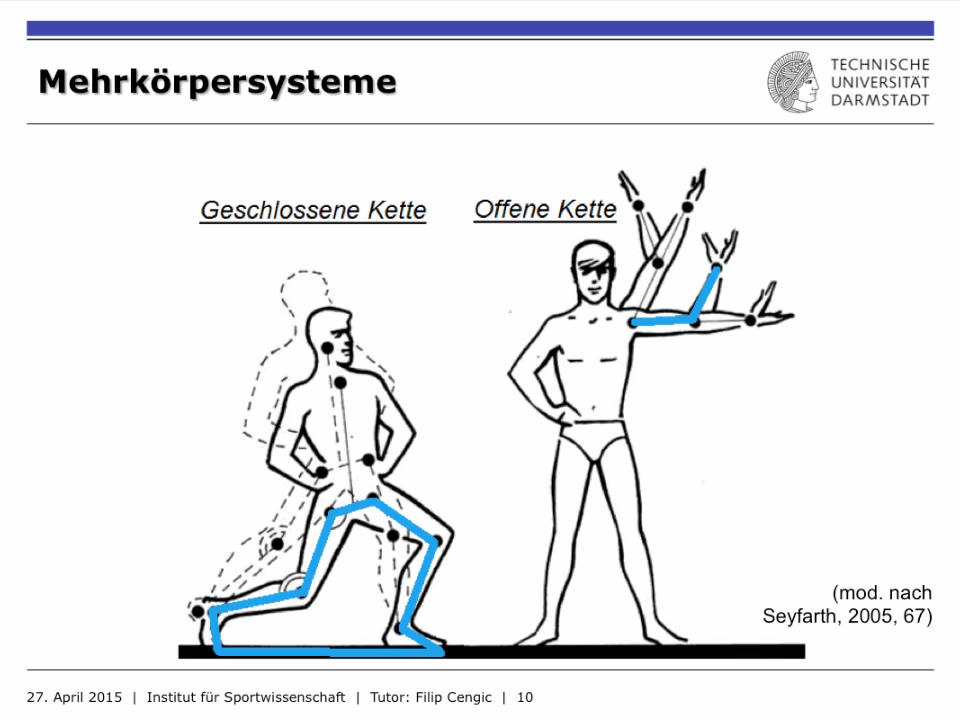 Mehrkörpersysteme
TECHNISCHE
UNIVERSITÄT
DARMSTADT
Geschlossene Kette
Offene Kette
(mod. nach
Seyfarth, 2005, 67)
27. April 2015 | Institut für Sportwissenschaft | Tutor: Filip Cengic | 10